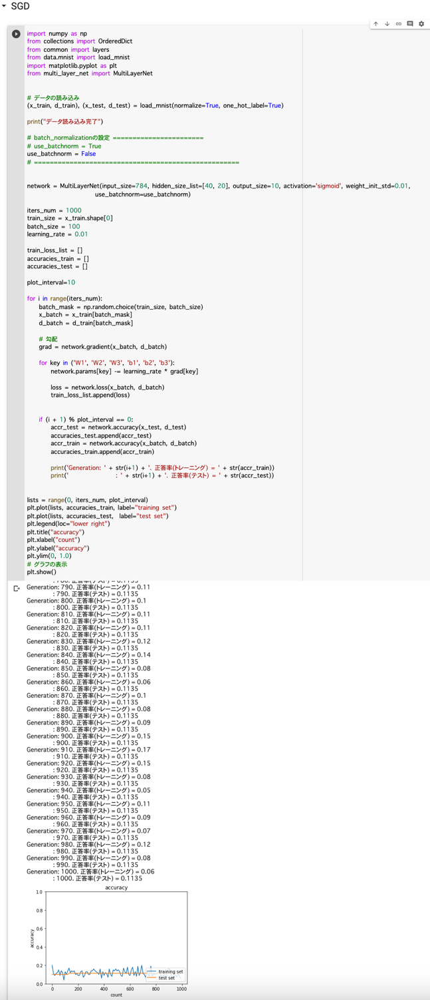 SGD
import numpy as np
from collections import OrderedDict
from common import layers
from data.mnist import load_mnist
import matplotlib.pyplot as plt
from multi_layer_net import MultiLayerNet
# データの読み込み
(x_train, d_train), (x_test, d_test) = load_mnist(normalize=True, one_hot_label=True)
print("データ読み込み完了")
# batch_normalizationの設定 =======================
# use_batchnorm = True
use_batchnorm = False
# ====================================================
network = MultiLayerNet(input_size=784, hidden_size_list=[40, 20], output_size=10, activation='sigmoid', weight_init_std=0.01,
use_batchnorm=use_batchnorm)
iters_num = 1000
train_size = x_train.shape[0]
batch_size = 100
learning_rate = 0.01
train_loss_list = []
accuracies_train = []
accuracies_test = []
plot_interval=10
for i in range(iters_num):
batch_mask = np.random.choice(train_size, batch_size)
x_batch = x_train[batch_mask]
d_batch = d_train[batch_mask]
# 勾配
grad = network.gradient(x_batch, d_batch)
for key in ('W1', 'W2', 'W3', 'b1', 'b2', 'b3'):
network.params[key] -= learning_rate * grad[key]
loss = network.loss(x_batch, d_batch)
train_loss_list.append(loss)
if (i + 1) % plot_interval == 0:
accr_test = network.accuracy(x_test, d_test)
accuracies_test.append(accr_test)
accr_train = network.accuracy(x_batch, d_batch)
accuracies_train.append(accr_train)
print('Generation: ' + str(i+1) + '. 正答率(トレーニング) = ' + str(accr_train))
print('                : ' + str(i+1) + '. 正答率(テスト) = ' + str(accr_test))
lists = range(0, iters_num, plot_interval)
plt.plot(lists, accuracies_train, label="training set")
plt.plot(lists, accuracies_test,  label="test set")
plt.legend(loc="lower right")
plt.title("accuracy")
plt.xlabel("count")
plt.ylabel("accuracy")
plt.ylim(0, 1.0)
# グラフの表示
plt.show()
: 780. 正答率(テスト) = 0.1135
Generation: 790. 正答率(トレーニング) = 0.11
: 790. 正答率(テスト) = 0.1135
Generation: 800. 正答率(トレーニング) = 0.1
: 800. 正答率(テスト) = 0.1135
Generation: 810. 正答率(トレーニング) = 0.11
: 810. 正答率(テスト) = 0.1135
Generation: 820. 正答率(トレーニング) = 0.11
: 820. 正答率(テスト) = 0.1135
Generation: 830. 正答率(トレーニング) = 0.12
: 830. 正答率(テスト) = 0.1135
Generation: 840. 正答率(トレーニング) = 0.14
: 840. 正答率(テスト) = 0.1135
Generation: 850. 正答率(トレーニング) = 0.08
: 850. 正答率(テスト) = 0.1135
Generation: 860. 正答率(トレーニング) = 0.06
: 860. 正答率(テスト) = 0.1135
Generation: 870. 正答率(トレーニング) = 0.1
: 870. 正答率(テスト) = 0.1135
Generation: 880. 正答率(トレーニング) = 0.08
: 880. 正答率(テスト) = 0.1135
Generation: 890. 正答率(トレーニング) = 0.09
: 890. 正答率(テスト) = 0.1135
Generation: 900. 正答率(トレーニング) = 0.15
: 900. 正答率(テスト) = 0.1135
Generation: 910. 正答率(トレーニング) = 0.17
: 910. 正答率(テスト) = 0.1135
Generation: 920. 正答率(トレーニング) = 0.15
: 920. 正答率(テスト) = 0.1135
Generation: 930. 正答率(トレーニング) = 0.08
: 930. 正答率(テスト) = 0.1135
Generation: 940. 正答率(トレーニング) = 0.05
: 940. 正答率(テスト) = 0.1135
Generation: 950. 正答率(トレーニング) = 0.11
: 950. 正答率(テスト) = 0.1135
Generation: 960. 正答率(トレーニング) = 0.09
: 960. 正答率(テスト) = 0.1135
Generation: 970. 正答率(トレーニング) = 0.07
: 970. 正答率(テスト) = 0.1135
Generation: 980. 正答率(トレーニング) = 0.12
: 980. 正答率(テスト) = 0.1135
Generation: 990. 正答率(トレーニング) = 0.08
: 990. 正答率(テスト) = 0.1135
Generation: 1000. 正答率(トレーニング) = 0.06
: 1000. 正答率(テスト) = 0.1135
accuracy
1.0
0.8
0.6
0.4
0.2
0.0
accuracy
training set
test set
0 200 400 600 800 1000
count